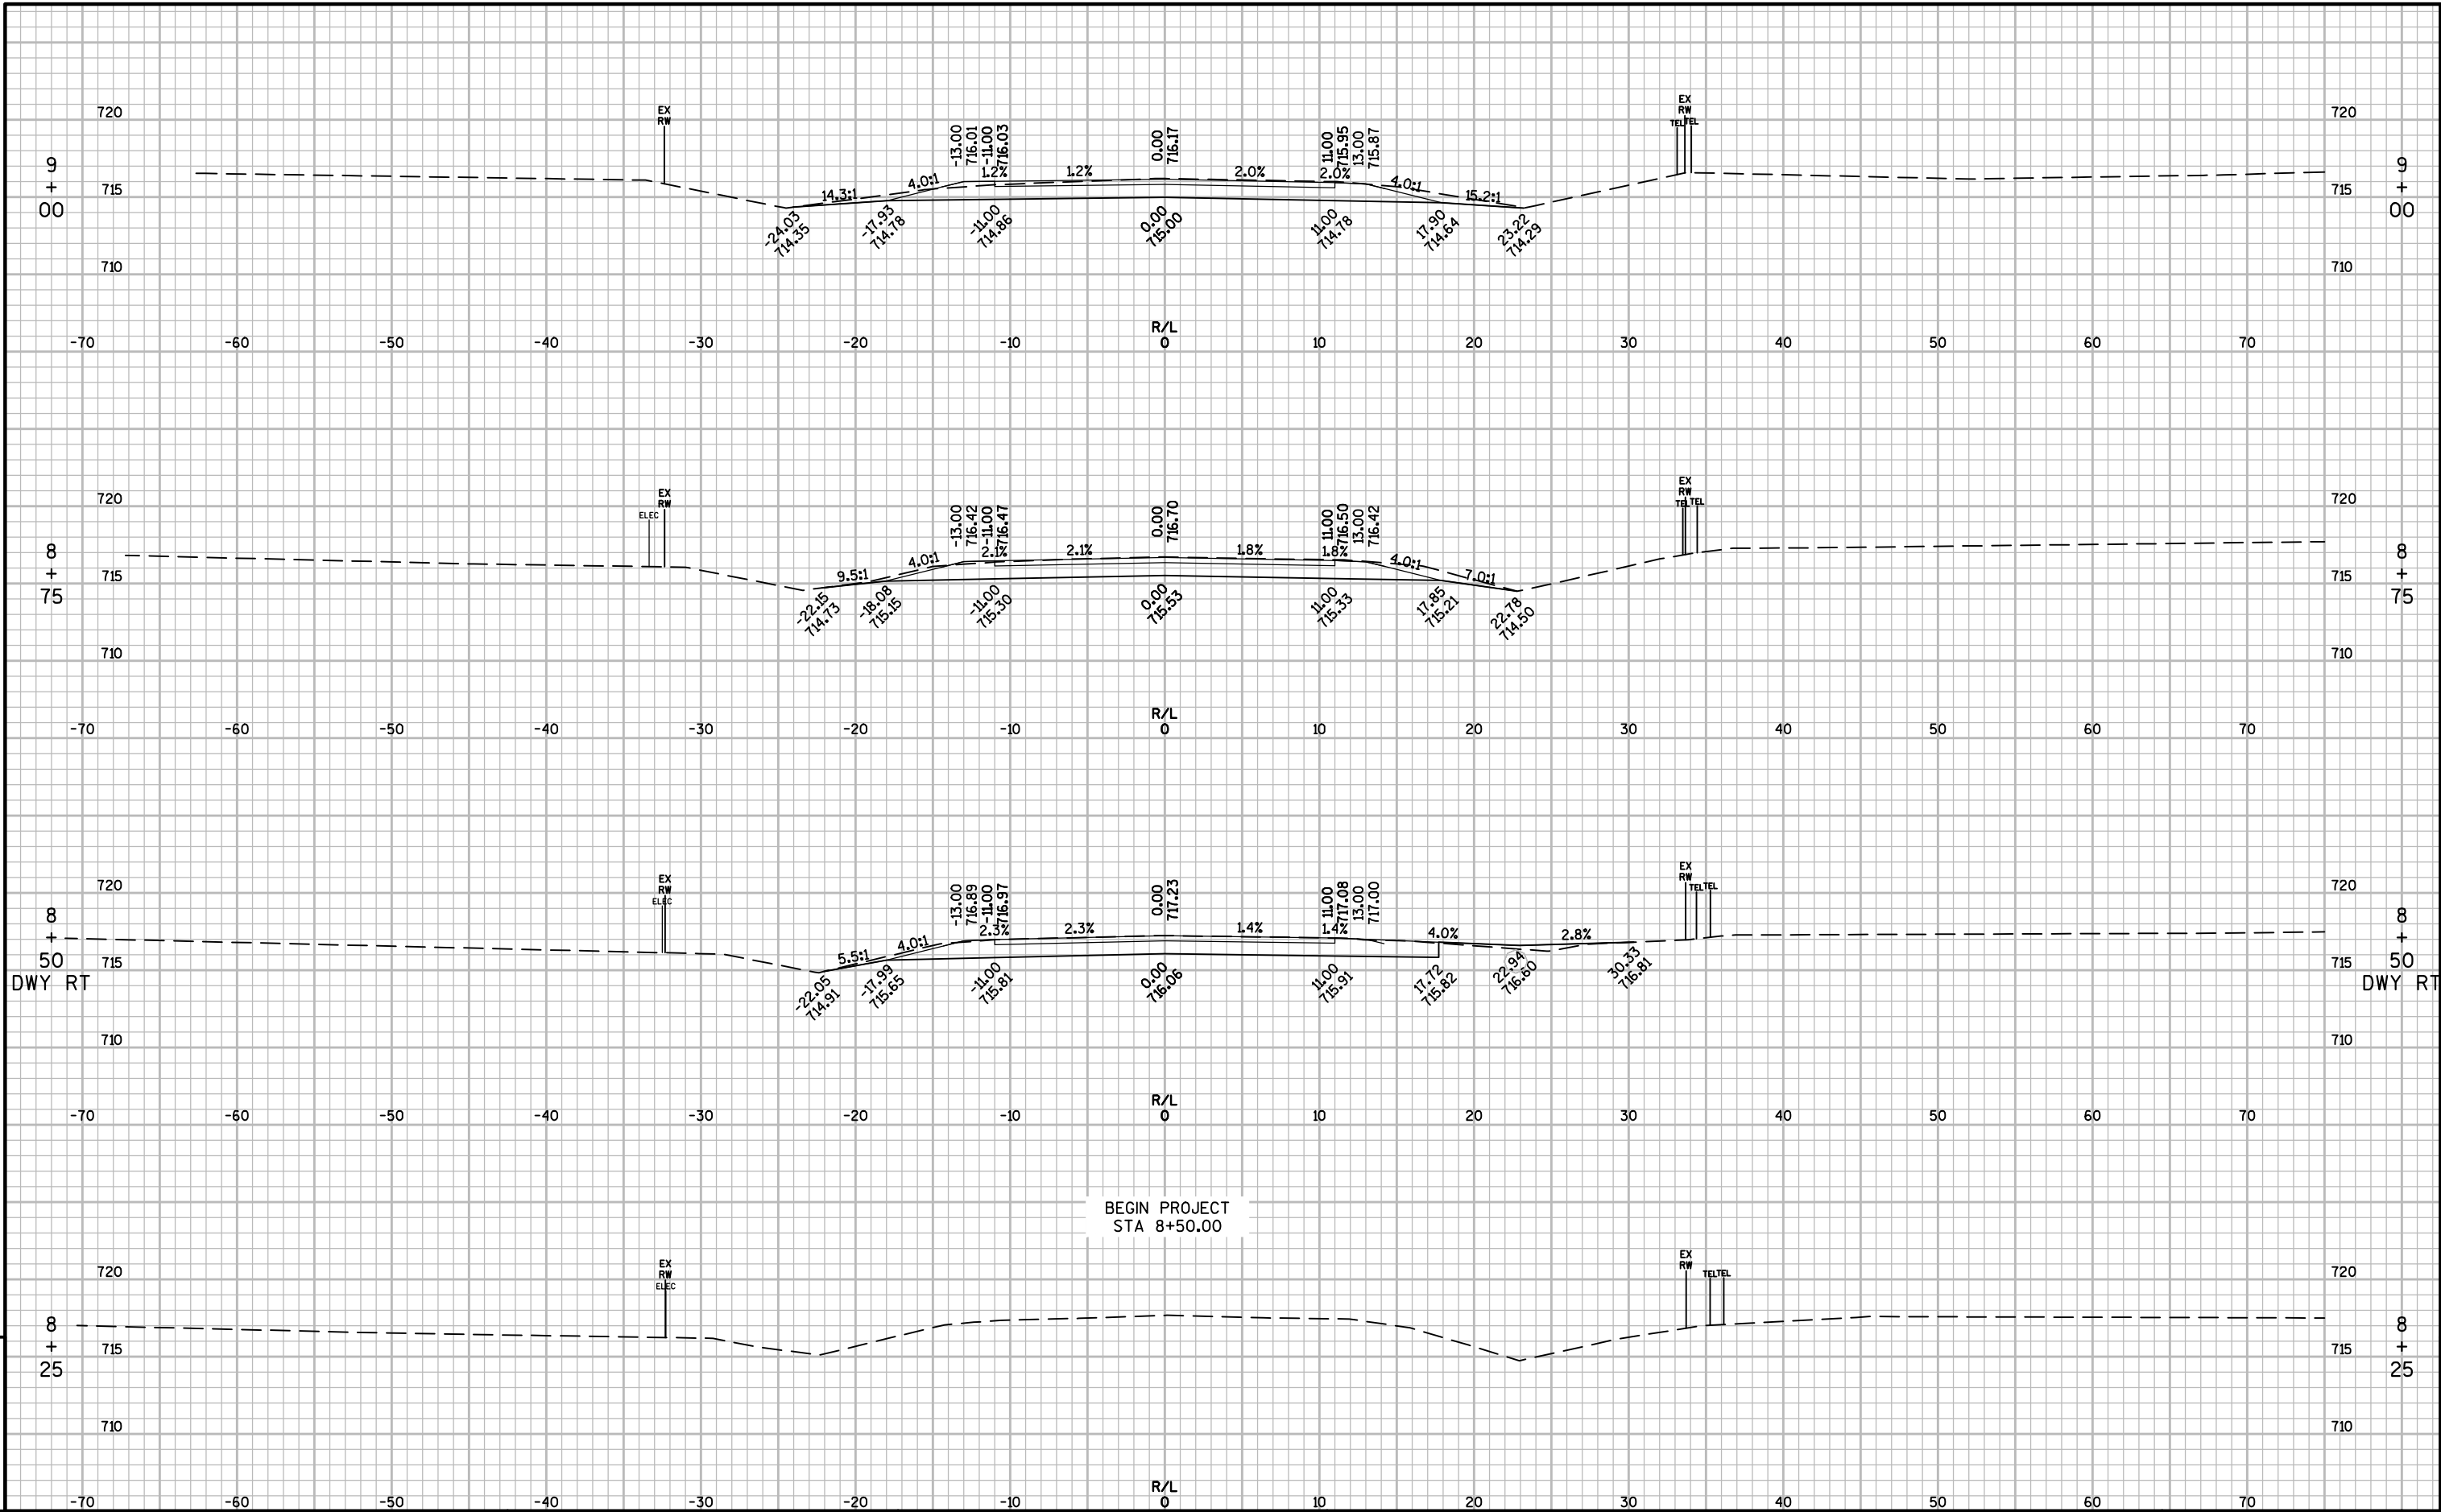 720 720
EX
RW
EX
RW
TEL TEL
-13.00
716.01
-11.00
716.03
0.00
716.17
11.00
715.95
13.00
715.87
9
+
00
9
+
00
14.3:1 4.0:1 1.2% 1.2% 2.0% 2.0% 4.0:1 15.2:1
715 715
-24.03
714.35
-17.93
714.78
-11.00
714.86
0.00
715.00
11.00
714.78
17.90
714.64
23.22
714.29
710 710
R/L
-70 -60 -50 -40 -30 -20 -10 0 10 20 30 40 50 60 70
720 720
ELEC
EX
RW
EX
RW
TEL TEL
-13.00
716.42
-11.00
716.47
0.00
716.70
11.00
716.50
13.00
716.42
8
+
75
8
+
75
9.5:1 4.0:1 2.1% 2.1% 1.8% 1.8% 4.0:1 7.0:1
715 715
-22.15
714.73
-18.08
715.15
-11.00
715.30
0.00
715.53
11.00
715.33
17.85
715.21
22.78
714.50
710 710
R/L
-70 -60 -50 -40 -30 -20 -10 0 10 20 30 40 50 60 70
720 720
EX
RW
ELEC
EX
RW
TEL TEL
-13.00
716.89
-11.00
716.97
0.00
717.23
11.00
717.08
13.00
717.00
8
+
50
DWY RT
8
+
50
DWY RT
5.5:1 4.0:1 2.3% 2.3% 1.4% 1.4% 4.0% 2.8%
715 715
-22.05
714.91
-17.99
715.65
-11.00
715.81
0.00
716.06
11.00
715.91
17.72
715.82
22.94
716.60
30.33
716.81
710 710
R/L
-70 -60 -50 -40 -30 -20 -10 0 10 20 30 40 50 60 70
BEGIN PROJECT
STA 8+50.00
720 720
EX
RW
ELEC
EX
RW
TEL TEL
8
+
25
8
+
25
715 715
710 710
R/L
-70 -60 -50 -40 -30 -20 -10 0 10 20 30 40 50 60 70